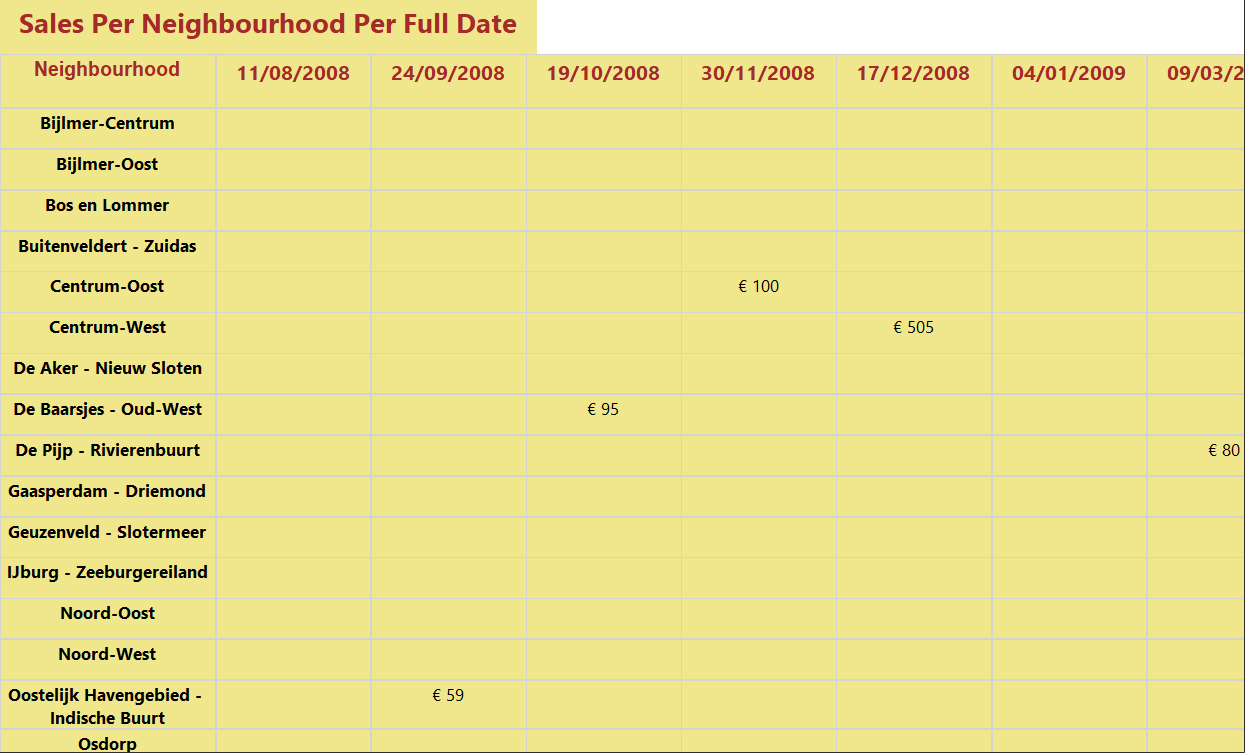 Sales Per Neighbourhood Per Full Date
Neighbourhood 11/08/2008 24/09/2008 19/10/2008 30/11/2008 17/12/2008 04/01/2009 09/03/2
Bijlmer-Centrum
Bijlmer-Oost
Bos en Lommer
Buitenveldert - Zuidas
Centrum-Oost € 100
Centrum-West € 505
De Aker - Nieuw Sloten
De Baarsjes - Oud-West € 95
De Pijp - Rivierenbuurt € 80
Gaasperdam - Driemond
Geuzenveld - Slotermeer
IJburg - Zeeburgereiland
Noord-Oost
Noord-West
Oostelijk Havengebied - € 59
Indische Buurt
Osdorp